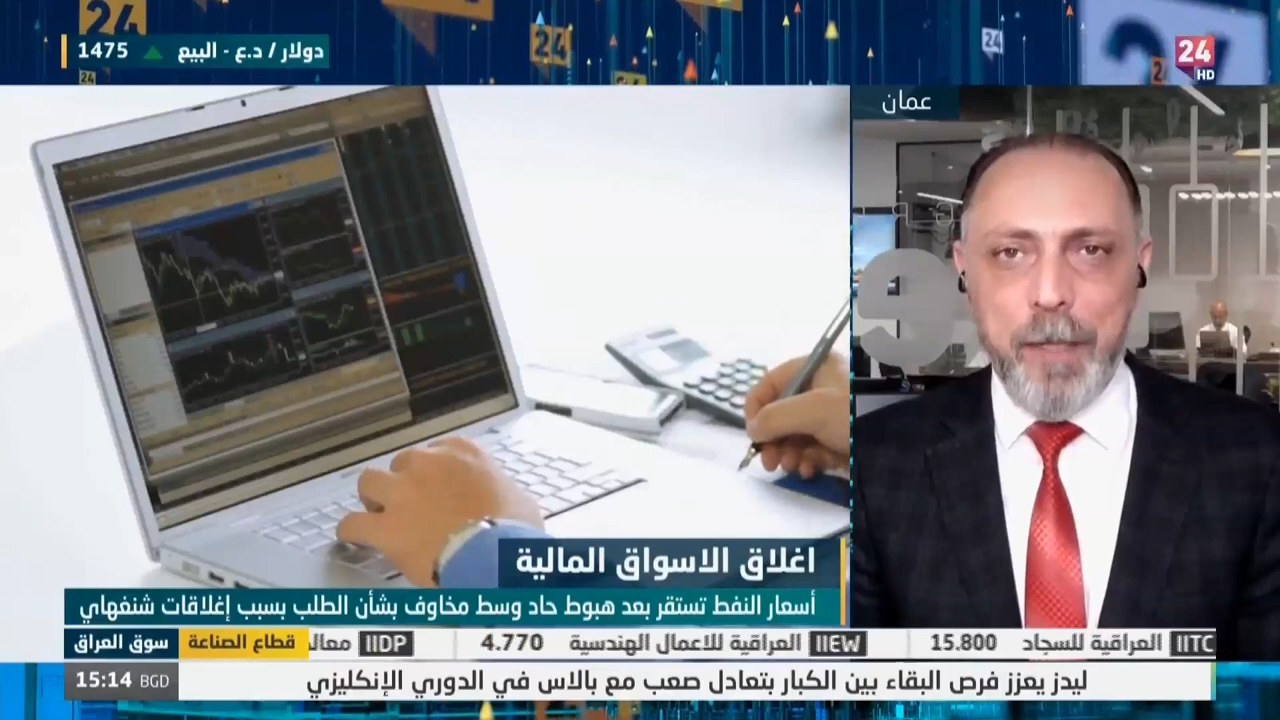 دولار / د.ع - البيع 1475
24
HD
عمان
اغلاق الاسواق المالية
أسعار النفط تستقر بعد هبوط حاد وسط مخاوف بشأن الطلب بسبب إغلاقات شنغهاي
سوق العراق
قطاع الصناعة
IITC العراقية للسجاد 15.800
IIEW العراقية للاعمال الهندسية 4.770
IIDP
15:14 BGD
ليدز يعزز فرص البقاء بين الكبار بتعادل صعب مع بالاس في الدوري الإنكليزي